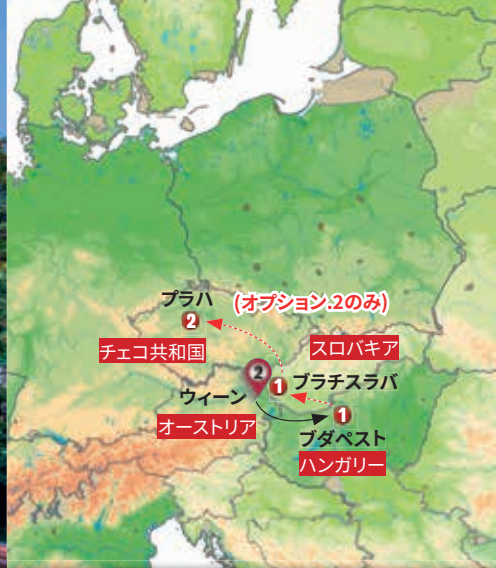 プラハ
(オプション.2のみ)
2
チェコ共和国
スロバキア
2
1
ブラチスラバ
ウィーン
1
オーストリア
ブダペスト
ハンガリー